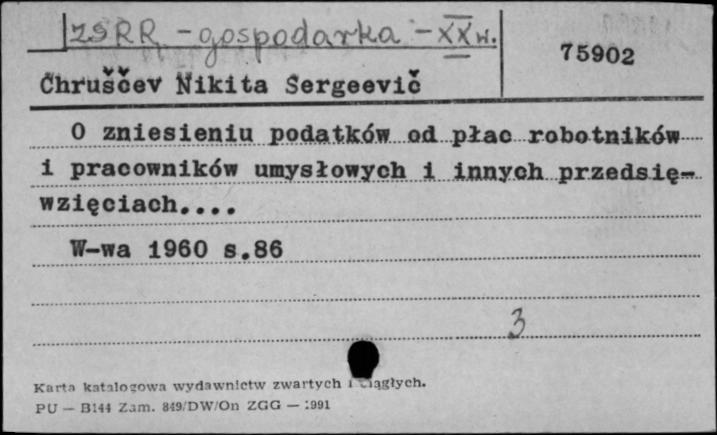 ZSRR - gospodarka - XX w.
75902
Chruščev Nikita Sergeevič
O zniesieniu podatków od płac robotników
i pracowników umysłowych i innych przedsię-
wzięciach....
W-wa 1960 s.86
3
Karta katalogowa wydawnictw zwartych i ciągłych.
PU — B144 Zam. 849/DW/On ZGG — 1991